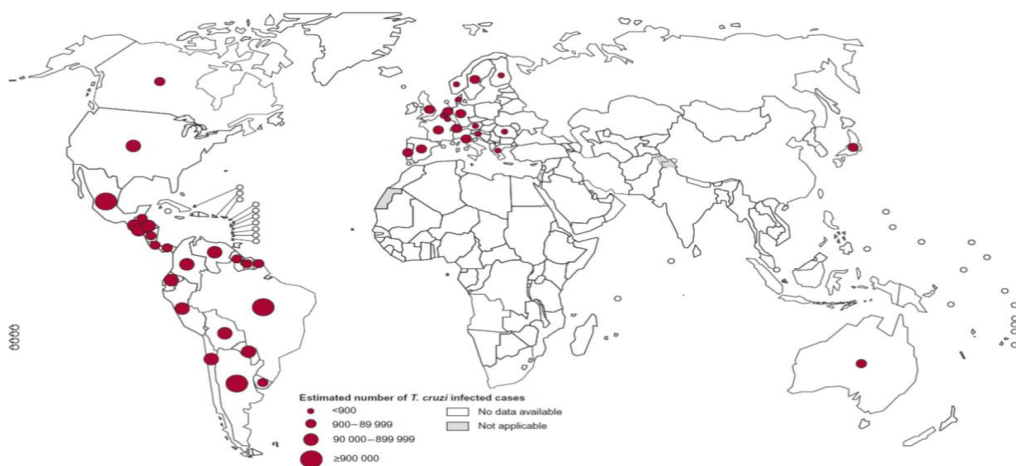 Estimated number of T. cruzi infected cases
<900
900–89 999
90 000–899 999
≥900 000
No data available
Not applicable